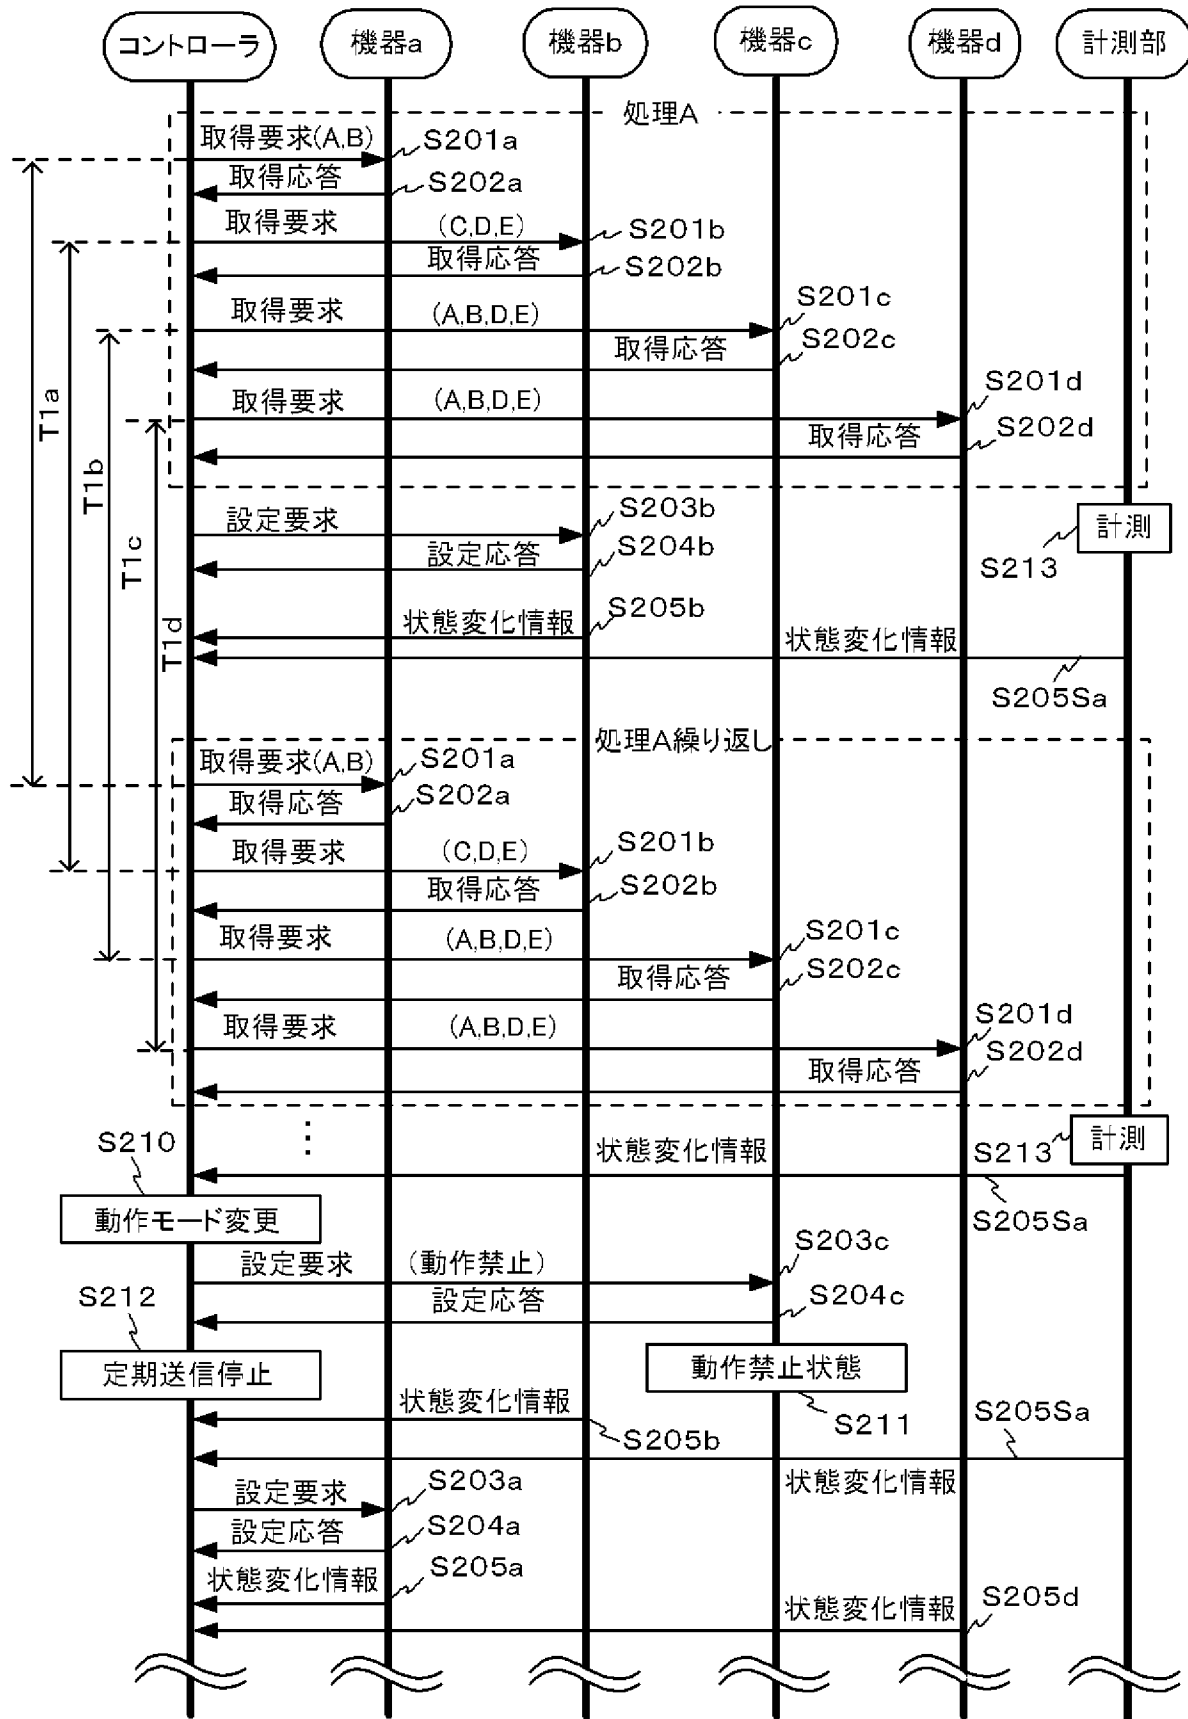 コントローラ
機器a
機器b
機器c
機器d
計測部
処理A
取得要求(A,B)
S201a
取得応答
S202a
取得要求
(C,D,E)
S201b
取得応答
S202b
取得要求
(A,B,D,E)
S201c
取得応答
S202c
取得要求
(A,B,D,E)
S201d
取得応答
S202d
T1a
T1b
T1c
T1d
設定要求
S203b
設定応答
S204b
計測
S213
状態変化情報
S205b
状態変化情報
S205Sa
処理A繰り返し
取得要求(A,B)
S201a
取得応答
S202a
取得要求
(C,D,E)
S201b
取得応答
S202b
取得要求
(A,B,D,E)
S201c
取得応答
S202c
取得要求
(A,B,D,E)
S201d
取得応答
S202d
⋮
S210
状態変化情報
S213
計測
S205Sa
動作モード変更
設定要求
(動作禁止)
S203c
設定応答
S204c
S212
定期送信停止
動作禁止状態
S211
状態変化情報
S205b
S205Sa
状態変化情報
設定要求
S203a
設定応答
S204a
状態変化情報
S205a
状態変化情報
S205d